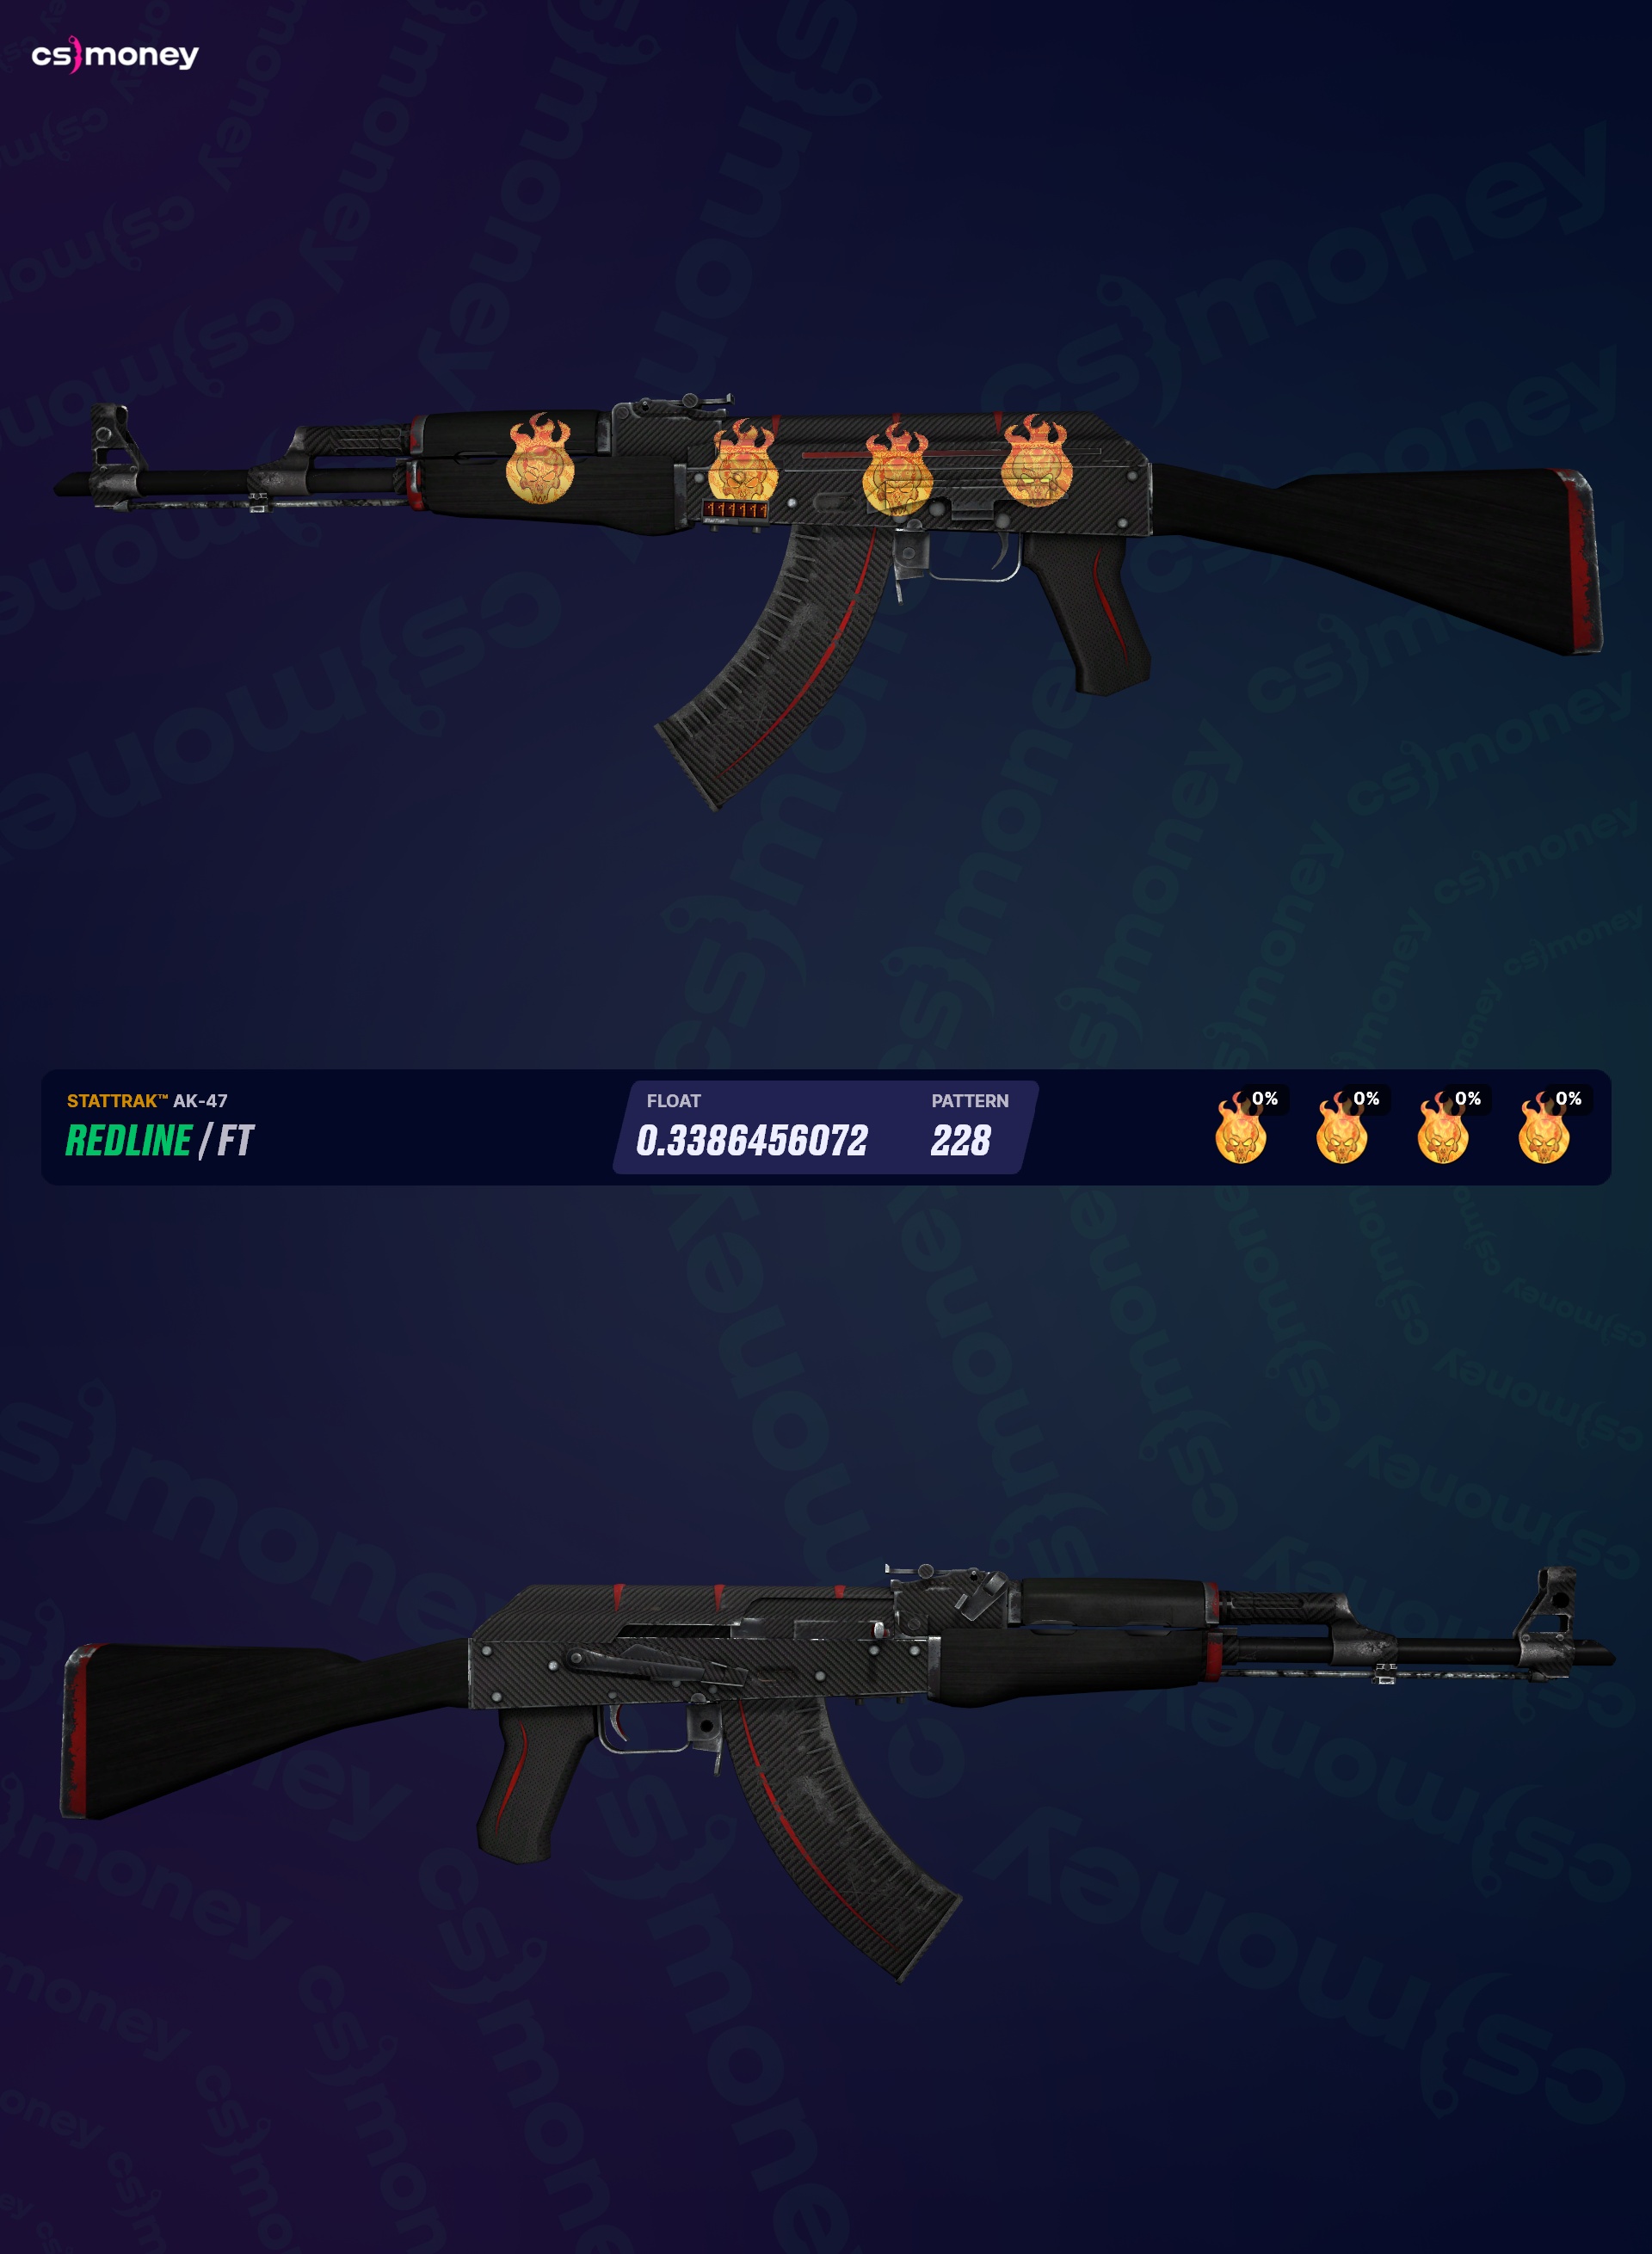 cs}money
STATTRAK™ AK-47
REDLINE / FT
FLOAT
0.3386456072
PATTERN
228
0%
0%
0%
0%